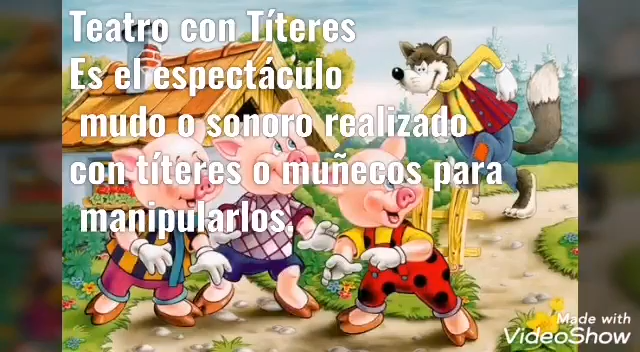 Teatro con Títeres
Es el espectáculo
mudo o sonoro realizado
con títeres o muñecos para
manipularlos.
Made with
VideoShow